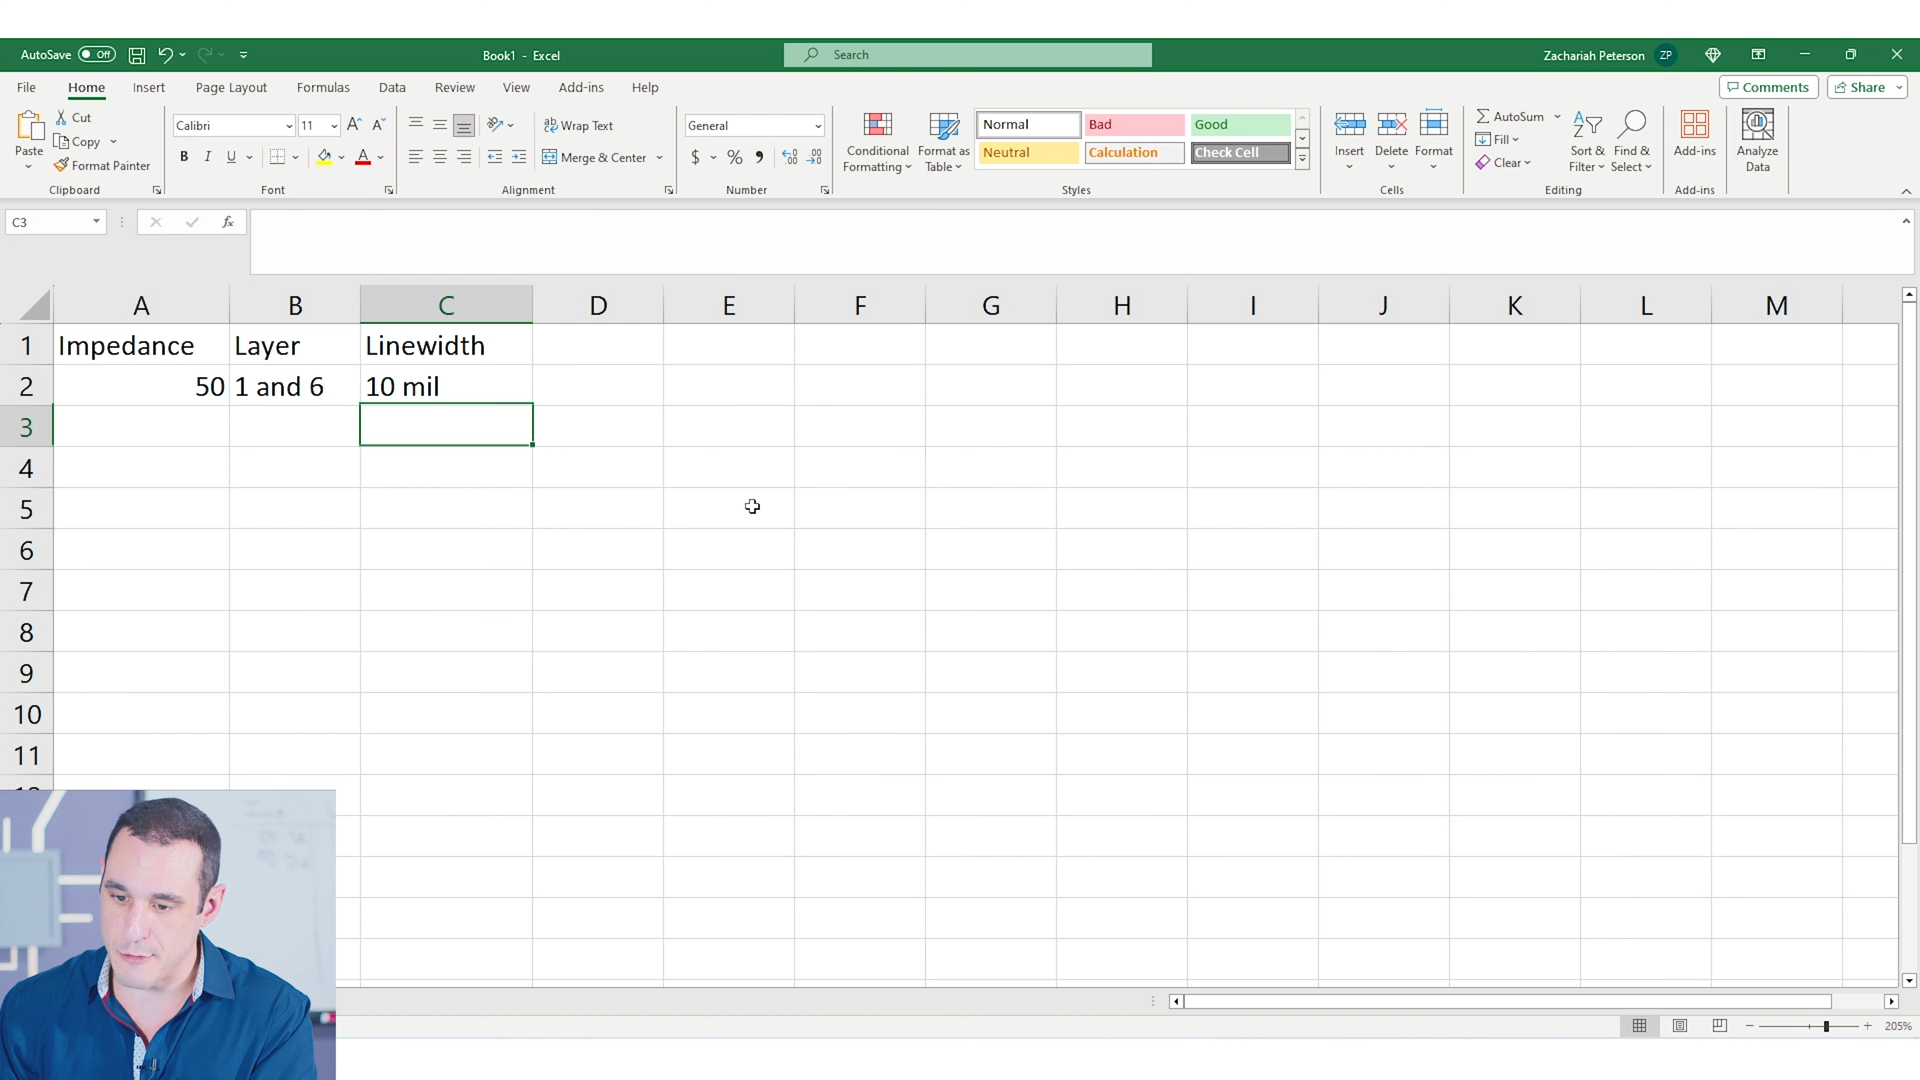 AutoSave Off Book1 - Excel Search Zachariah Peterson ZP
File Home Insert Page Layout Formulas Data Review View Add-ins Help Comments Share
Paste
Cut
Copy
Format Painter
Clipboard
Calibri 11
B I U
Font
Wrap Text
Merge & Center
Alignment
General
$ % 9
Number
Conditional
Formatting
Format as
Table
Normal Bad Good
Neutral Calculation Check Cell
Styles
Insert Delete Format
Cells
AutoSum
Fill
Clear
Sort &
Filter
Find &
Select
Editing
Add-ins
Add-ins
Analyze
Data
C3 fx
A B C D E F G H I J K L M
1 Impedance Layer Linewidth
2 50 1 and 6 10 mil
3
4
5
6
7
8
9
10
11
205%